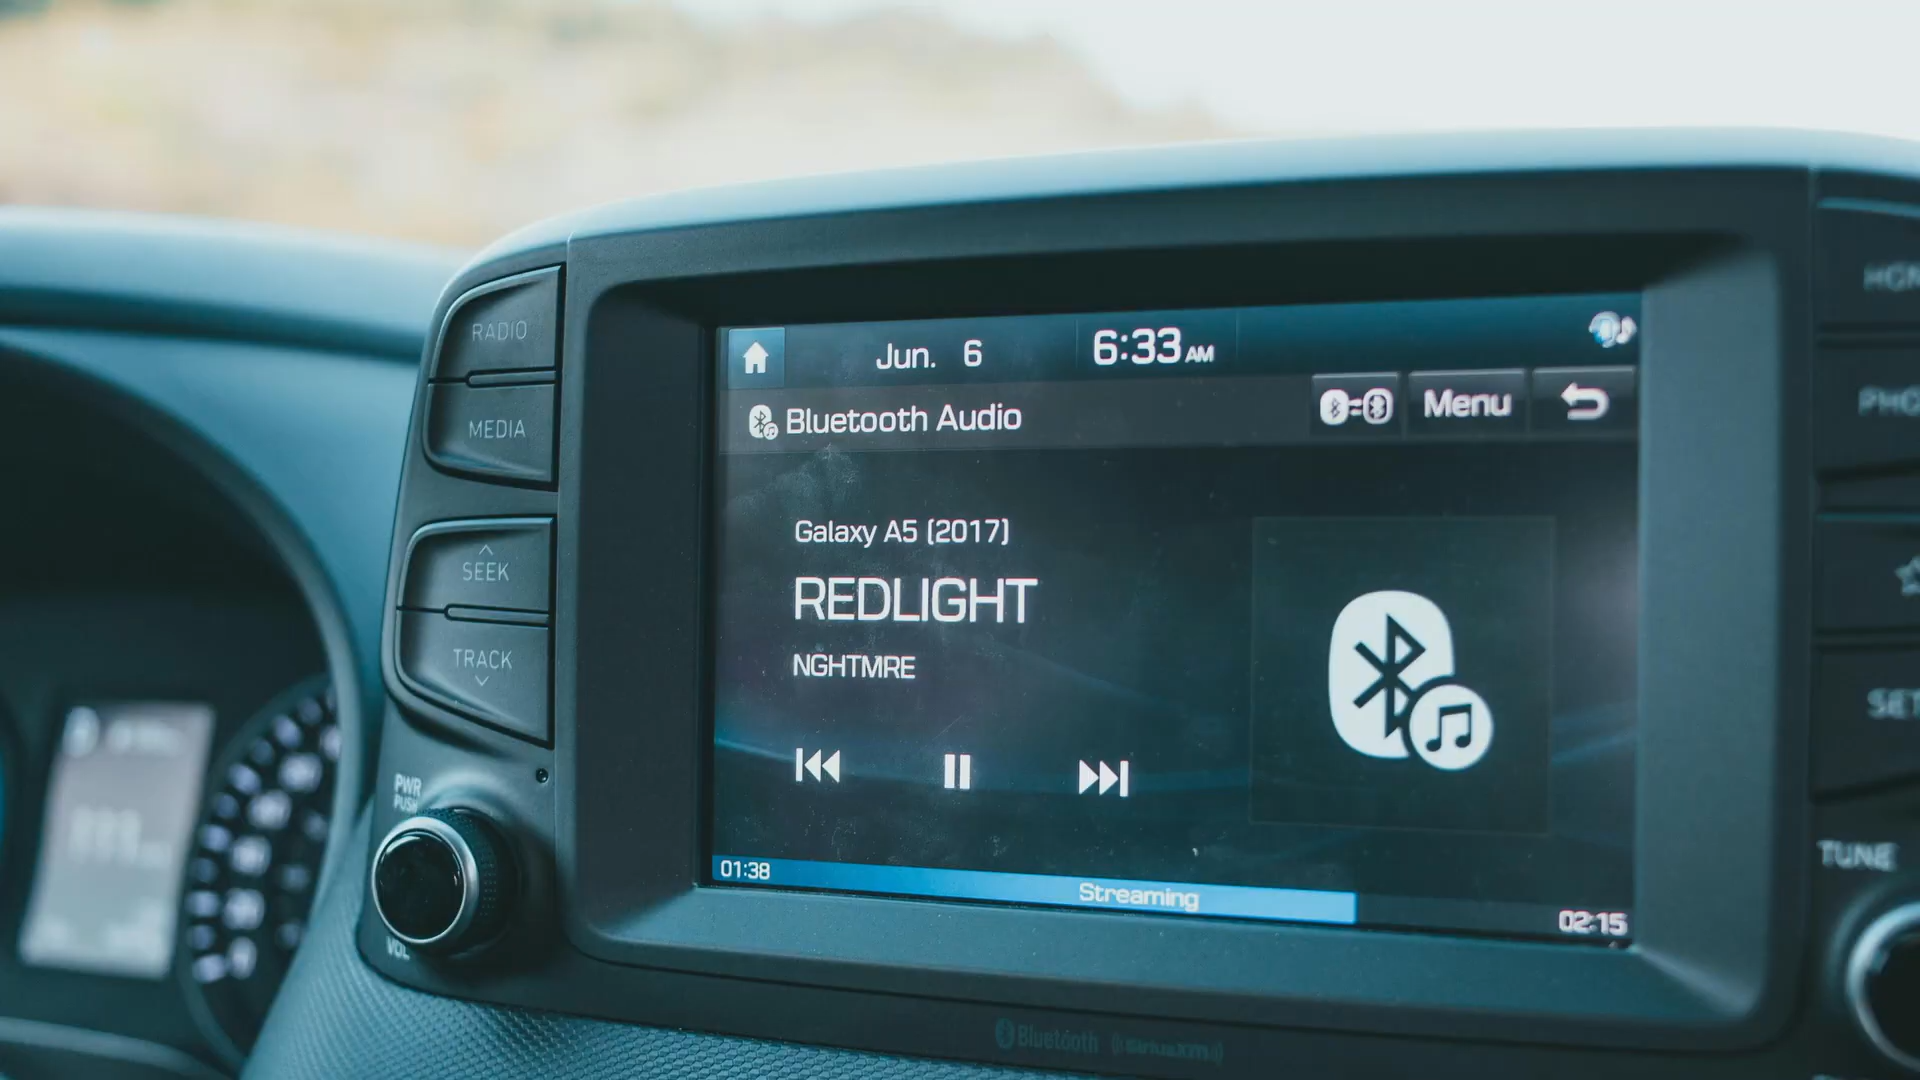 RADIO
MEDIA
SEEK
TRACK
PWR
PUSH
VOL
Jun. 6 6:33 AM
Bluetooth Audio
Menu
Galaxy A5 (2017)
REDLIGHT
NGHTMRE
01:38
Streaming
02:15
TUNE
Bluetooth
((SiriusXM))